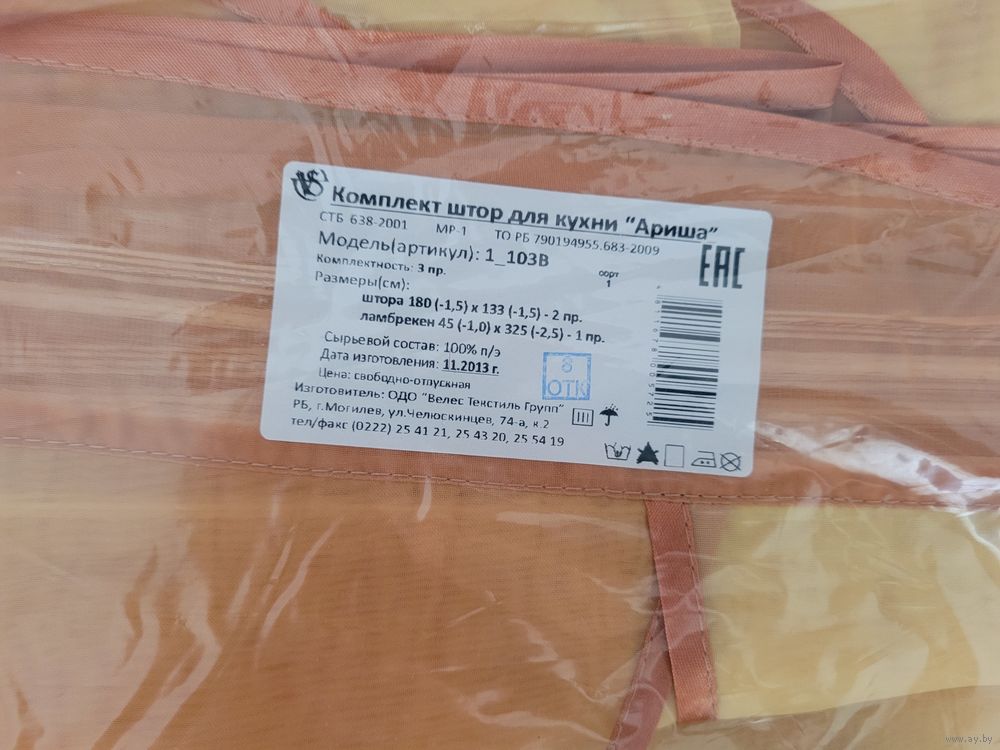 Комплект штор для кухни "Ариша"
СТБ 638-2001 МР-1 ТО РБ 790194955.683-2009
Модель(артикул): 1_103В
Комплектность: 3 пр.
сорт
1
EAC
Размеры(см):
штора 180 (-1,5) х 133 (-1,5) - 2 пр.
ламбрекен 45 (-1,0) х 325 (-2,5) - 1 пр.
Сырьевой состав: 100% п/э
Дата изготовления: 11.2013 г.
Цена: свободно-отпускная
8
ОТК
Изготовитель: ОДО "Велес Текстиль Групп"
РБ, г.Могилев, ул.Челюскинцев, 74-а, к.2
тел/факс (0222) 25 41 21, 25 43 20, 25 54 19
www.ay.by